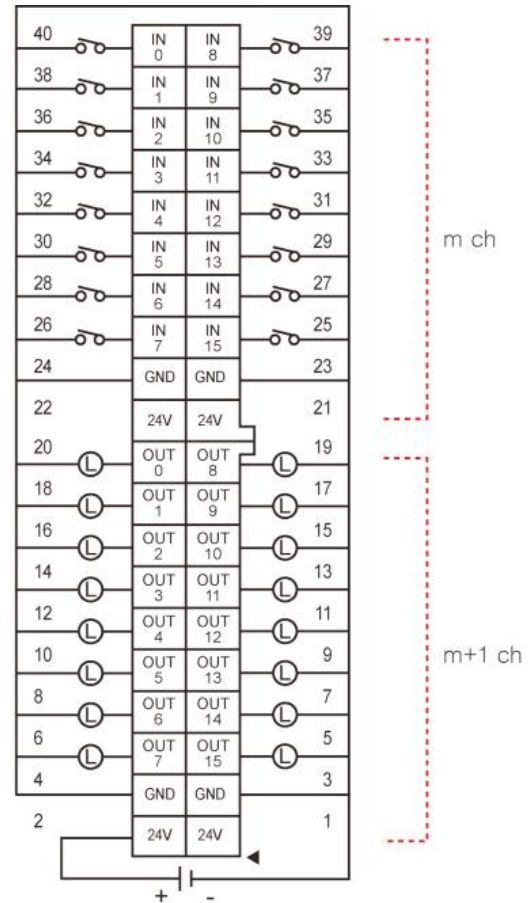 40 IN 0 IN 8 39
38 IN 1 IN 9 37
36 IN 2 IN 10 35
34 IN 3 IN 11 33
32 IN 4 IN 12 31
m ch
30 IN 5 IN 13 29
28 IN 6 IN 14 27
26 IN 7 IN 15 25
24 GND GND 23
22 24V 24V 21
20 L OUT 0 OUT 8 L 19
18 L OUT 1 OUT 9 L 17
16 L OUT 2 OUT 10 L 15
14 L OUT 3 OUT 11 L 13
12 L OUT 4 OUT 12 L 11
m+1 ch
10 L OUT 5 OUT 13 L 9
8 L OUT 6 OUT 14 L 7
6 L OUT 7 OUT 15 L 5
4 GND GND 3
2 24V 24V 1
+ -